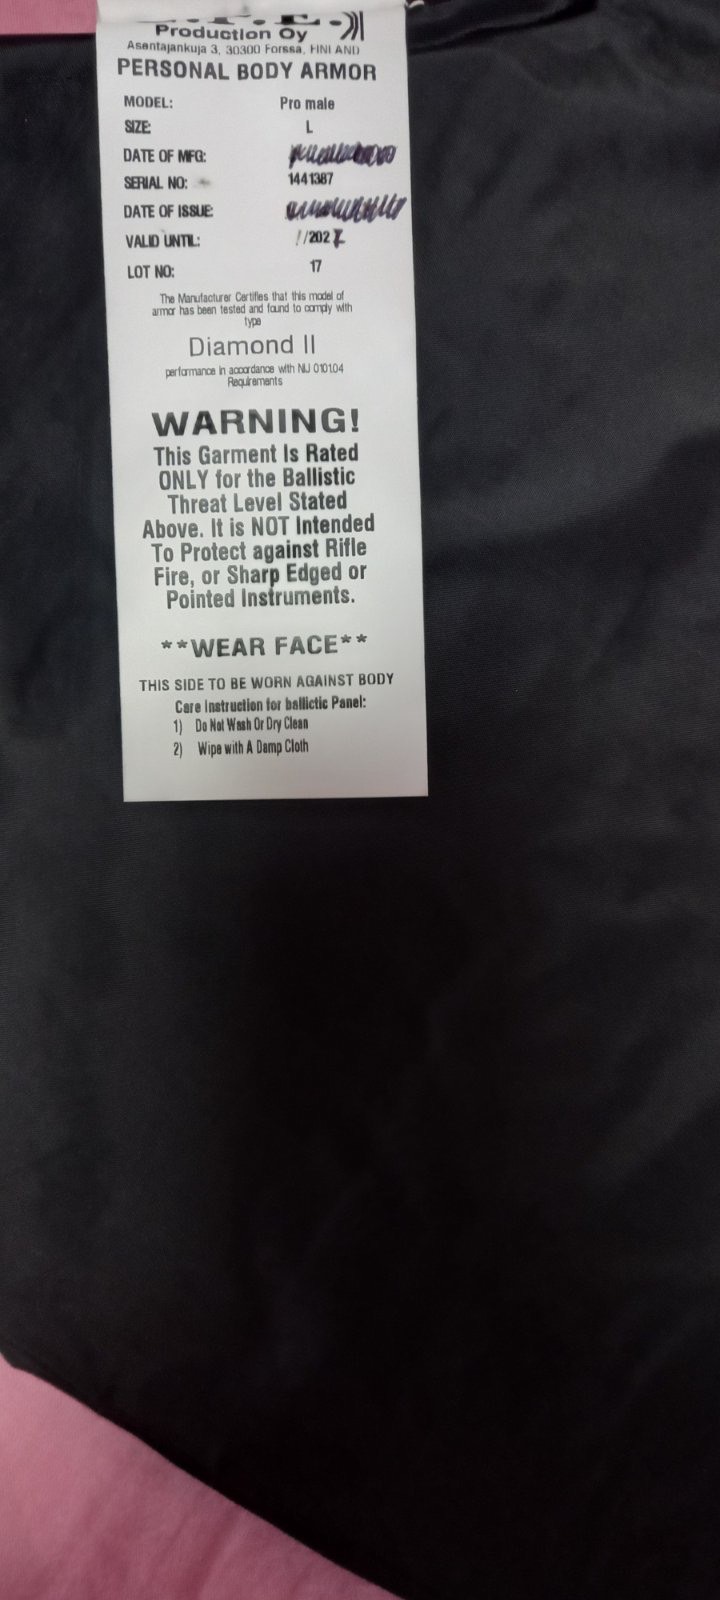 Production Oy
Asentajankuja 3, 30300 Forssa, FINLAND
PERSONAL BODY ARMOR
MODEL: Pro male
SIZE: L
DATE OF MFG:
SERIAL NO: 1441387
DATE OF ISSUE:
VALID UNTIL: //202
LOT NO: 17
The Manufacturer Certifies that this model of
armor has been tested and found to comply with
type
Diamond II
performance in accordance with NIJ 0101.04
Requirements
WARNING!
This Garment Is Rated
ONLY for the Ballistic
Threat Level Stated
Above. It is NOT Intended
To Protect against Rifle
Fire, or Sharp Edged or
Pointed Instruments.
**WEAR FACE**
THIS SIDE TO BE WORN AGAINST BODY
Care Instruction for ballictic Panel:
1) Do Not Wash Or Dry Clean
2) Wipe with A Damp Cloth